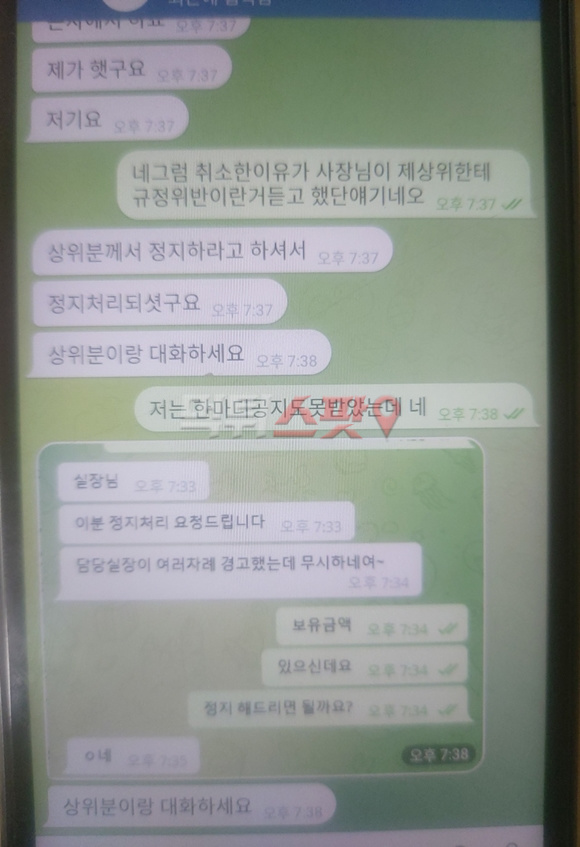 오후 7:37
제가 햇구요 오후 7:37
저기요 오후 7:37
네그럼 취소한이유가 사장님이 제상위한테
규정위반이란거듣고 했단얘기네오 오후 7:37
상위분께서 정지하라고 하셔서 오후 7:37
정지처리되셧구요 오후 7:37
상위분이랑 대화하세요 오후 7:38
저는 한마디공지도못받았는데 네 오후 7:38
먹튀스팟
실장님 오후 7:33
이분 정지처리 요청드립니다 오후 7:33
담당실장이 여러차례 경고했는데 무시하네여~
오후 7:34
보유금액 오후 7:34
있으신데요 오후 7:34
정지 해드리면 될까요? 오후 7:34
ㅇ네 오후 7:35
오후 7:38
상위분이랑 대화하세요 오후 7:38